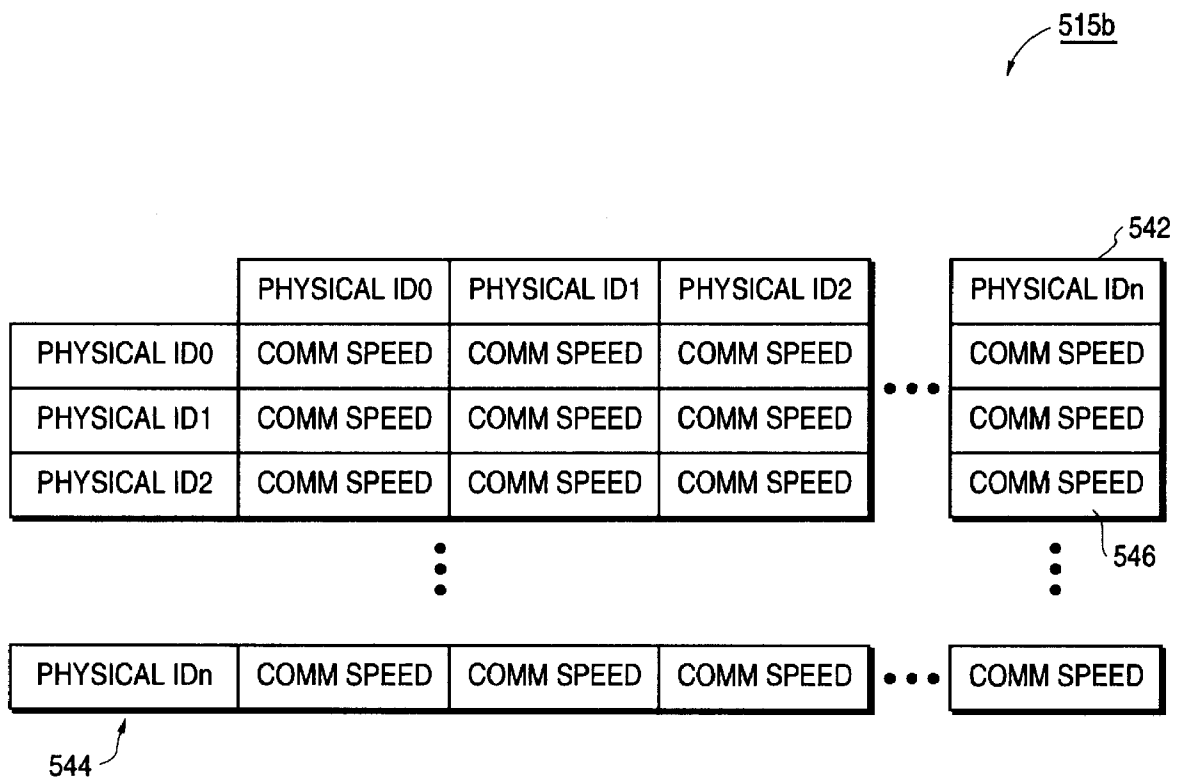 515b
542
PHYSICAL ID0 PHYSICAL ID1 PHYSICAL ID2 PHYSICAL IDn
PHYSICAL ID0 COMM SPEED COMM SPEED COMM SPEED COMM SPEED
PHYSICAL ID1 COMM SPEED COMM SPEED COMM SPEED COMM SPEED
PHYSICAL ID2 COMM SPEED COMM SPEED COMM SPEED COMM SPEED
546
PHYSICAL IDn COMM SPEED COMM SPEED COMM SPEED COMM SPEED
544